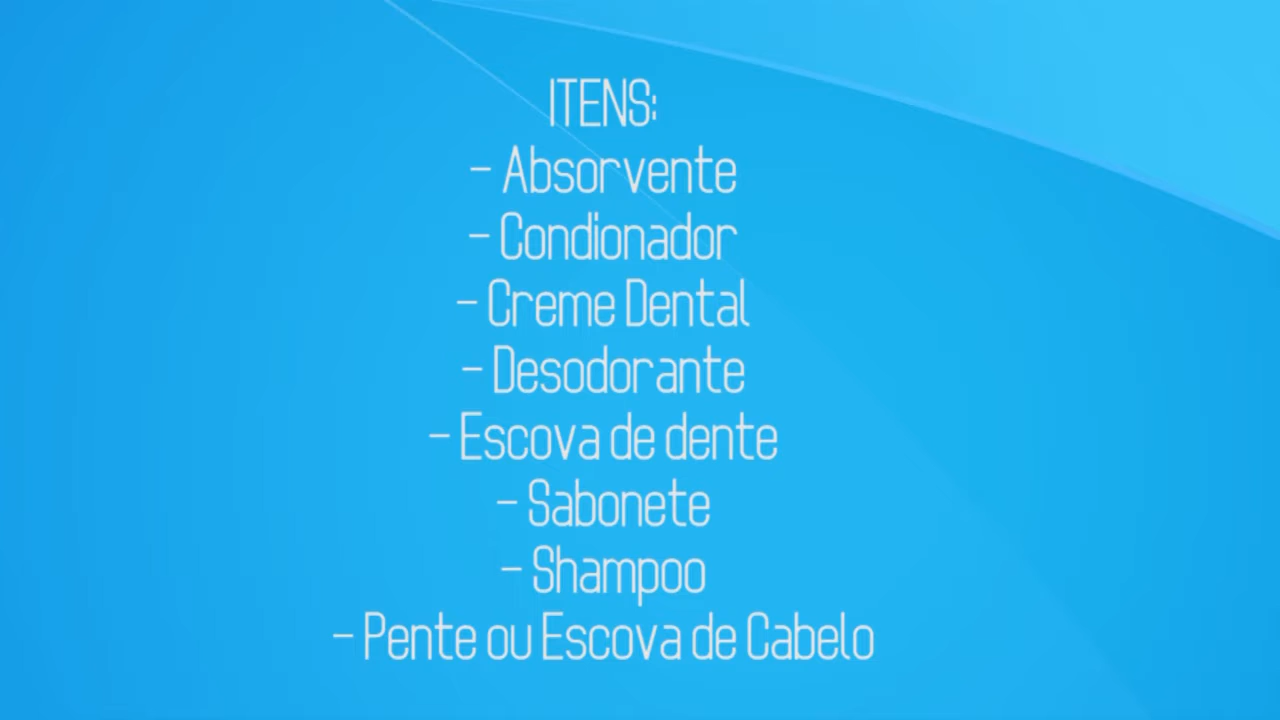 ITENS:
- Absorvente
- Condionador
- Creme Dental
- Desodorante
- Escova de dente
- Sabonete
- Shampoo
- Pente ou Escova de Cabelo